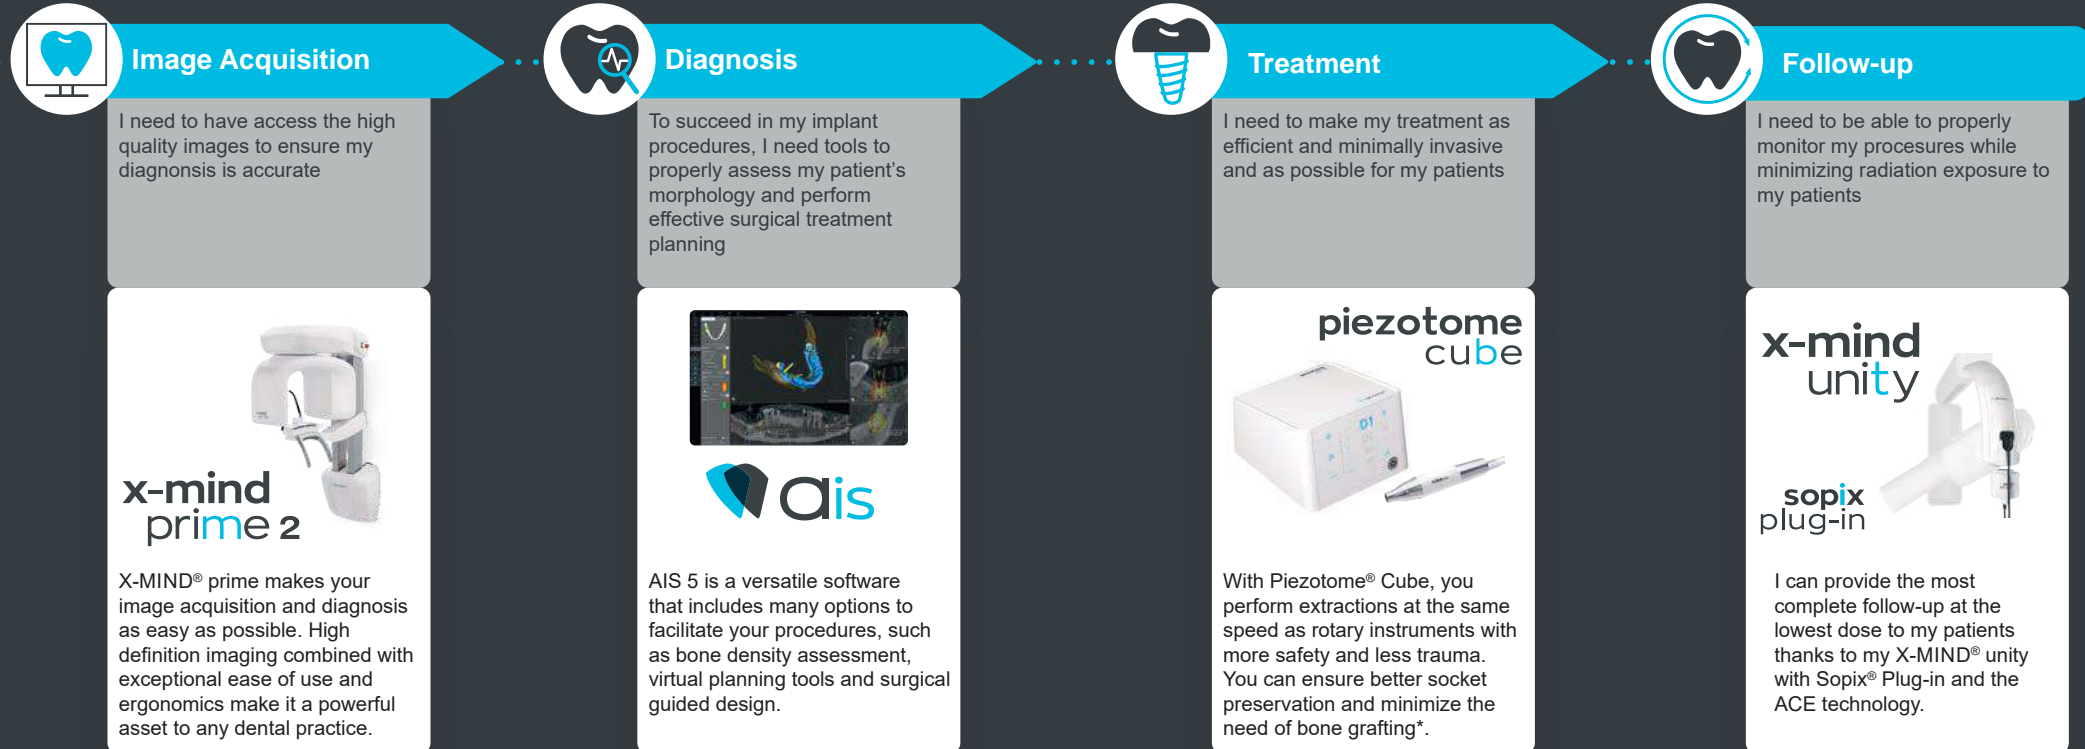 Image Acquisition
I need to have access the high
quality images to ensure my
diagnonsis is accurate
x-mind
prime 2
X-MIND® prime makes your
image acquisition and diagnosis
as easy as possible. High
definition imaging combined with
exceptional ease of use and
ergonomics make it a powerful
asset to any dental practice.
Diagnosis
To succeed in my implant
procedures, I need tools to
properly assess my patient's
morphology and perform
effective surgical treatment
planning
ais
AIS 5 is a versatile software
that includes many options to
facilitate your procedures, such
as bone density assessment,
virtual planning tools and surgical
guided design.
Treatment
I need to make my treatment as
efficient and minimally invasive
and as possible for my patients
piezotome
cube
D1
With Piezotome® Cube, you
perform extractions at the same
speed as rotary instruments with
more safety and less trauma.
You can ensure better socket
preservation and minimize the
need of bone grafting*.
Follow-up
I need to be able to properly
monitor my procesures while
minimizing radiation exposure to
my patients
x-mind
unity
sopix
plug-in
I can provide the most
complete follow-up at the
lowest dose to my patients
thanks to my X-MIND® unity
with Sopix® Plug-in and the
ACE technology.